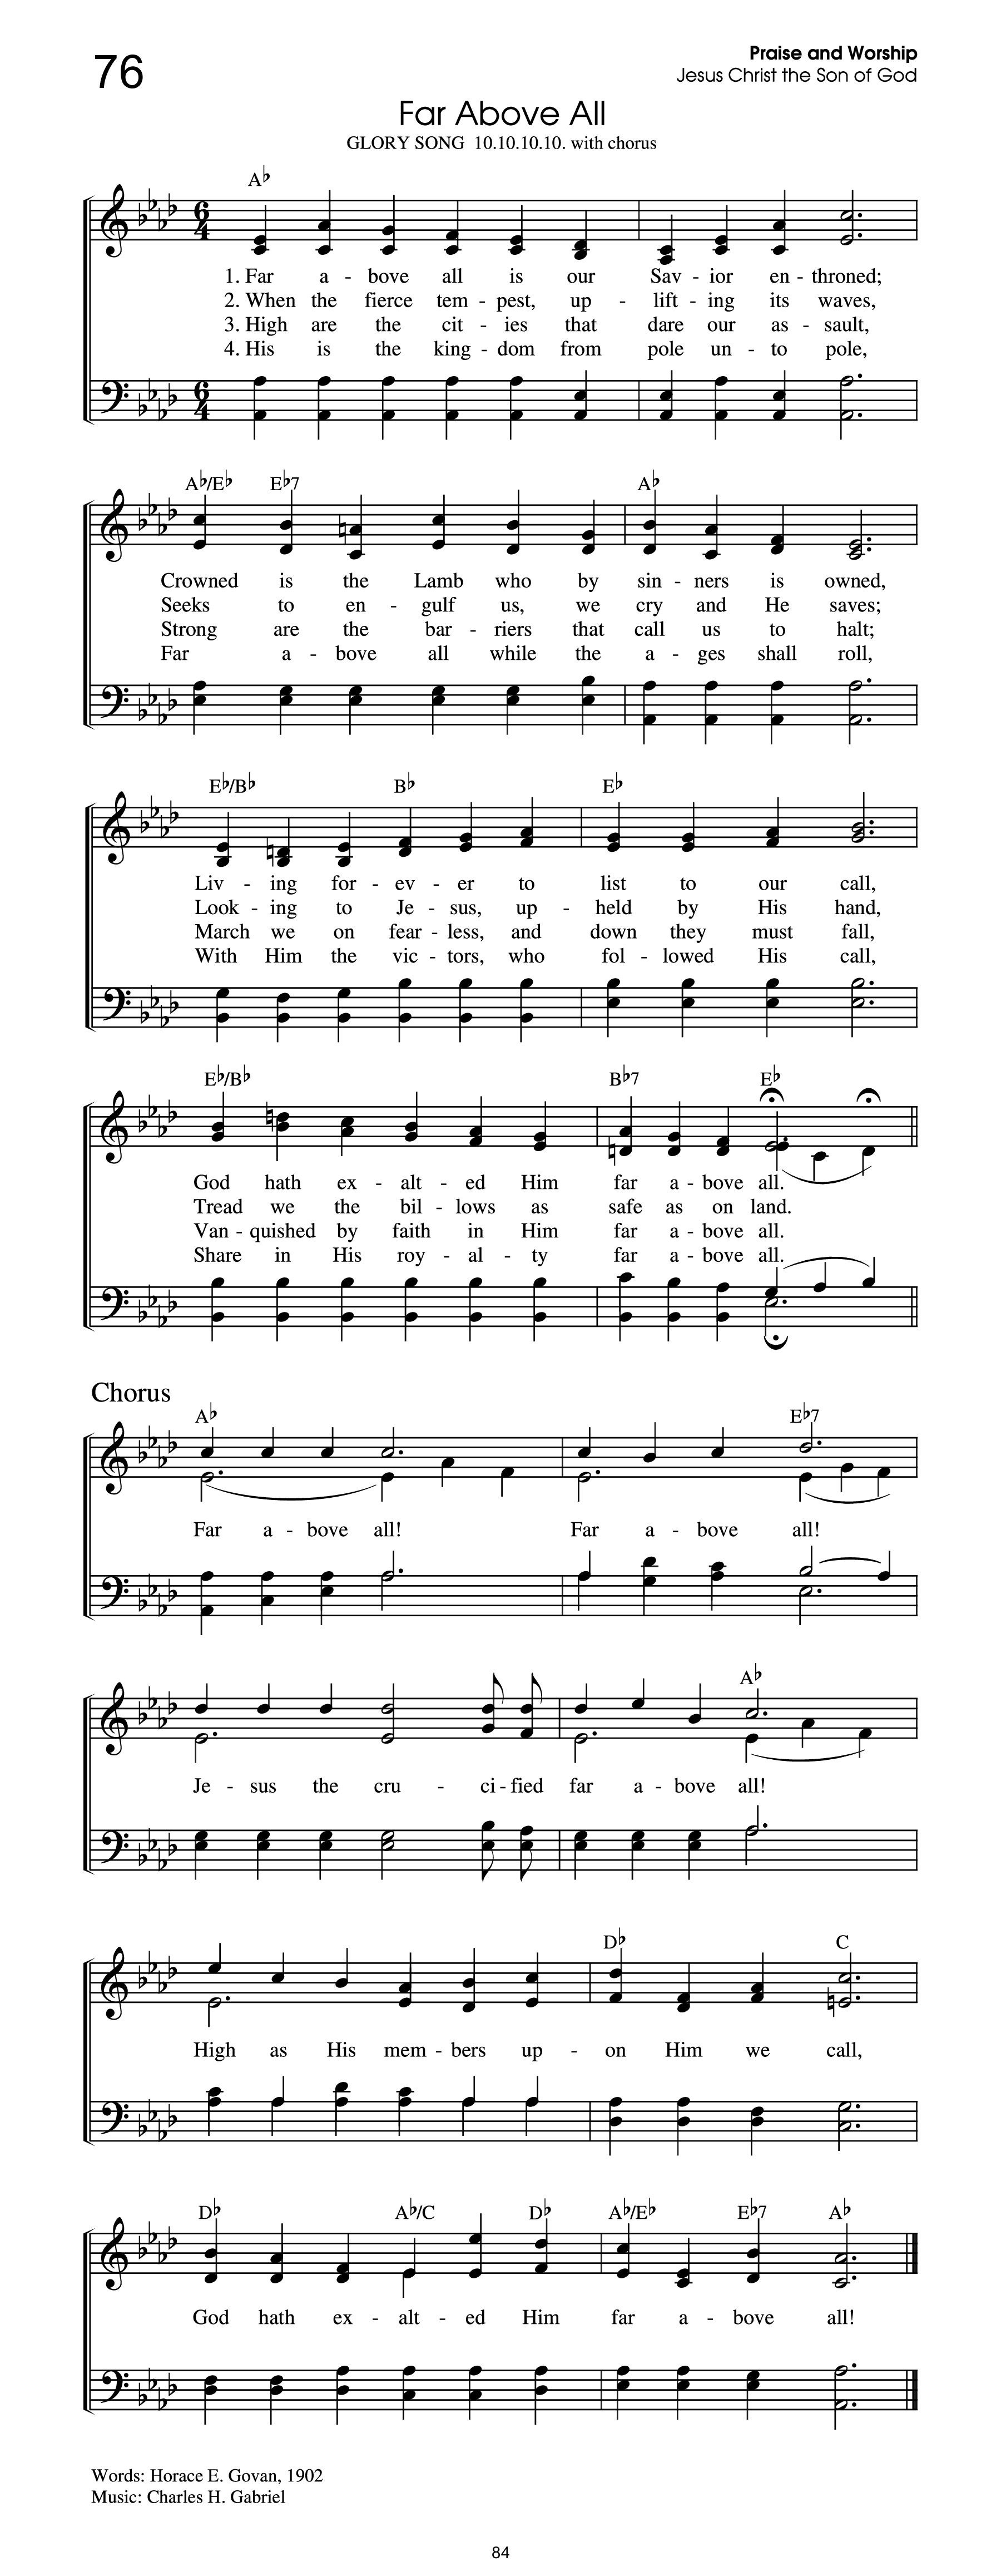 76
Praise and Worship
Jesus Christ the Son of God
Far Above All
GLORY SONG 10.10.10.10. with chorus
A♭
1. Far a - bove all is our Sav - ior en - throned;
2. When the fierce tem - pest, up - lift - ing its waves,
3. High are the cit - ies that dare our as - sault,
4. His is the king - dom from pole un - to pole,
A♭/E♭ E♭7 A♭
Crowned is the Lamb who by sin - ners is owned,
Seeks to en - gulf us, we cry and He saves;
Strong are the bar - riers that call us to halt;
Far a - bove all while the a - ges shall roll,
E♭/B♭ B♭ E♭
Liv - ing for - ev - er to list to our call,
Look - ing to Je - sus, up - held by His hand,
March we on fear - less, and down they must fall,
With Him the vic - tors, who fol - lowed His call,
E♭/B♭ B♭7 E♭
God hath ex - alt - ed Him far a - bove all.
Tread we the bil - lows as safe as on land.
Van - quished by faith in Him far a - bove all.
Share in His roy - al - ty far a - bove all.
Chorus
A♭ E♭7
Far a - bove all! Far a - bove all!
A♭
Je - sus the cru - ci - fied far a - bove all!
D♭ C
High as His mem - bers up - on Him we call,
D♭ A♭/C D♭ A♭/E♭ E♭7 A♭
God hath ex - alt - ed Him far a - bove all!
Words: Horace E. Govan, 1902
Music: Charles H. Gabriel
84